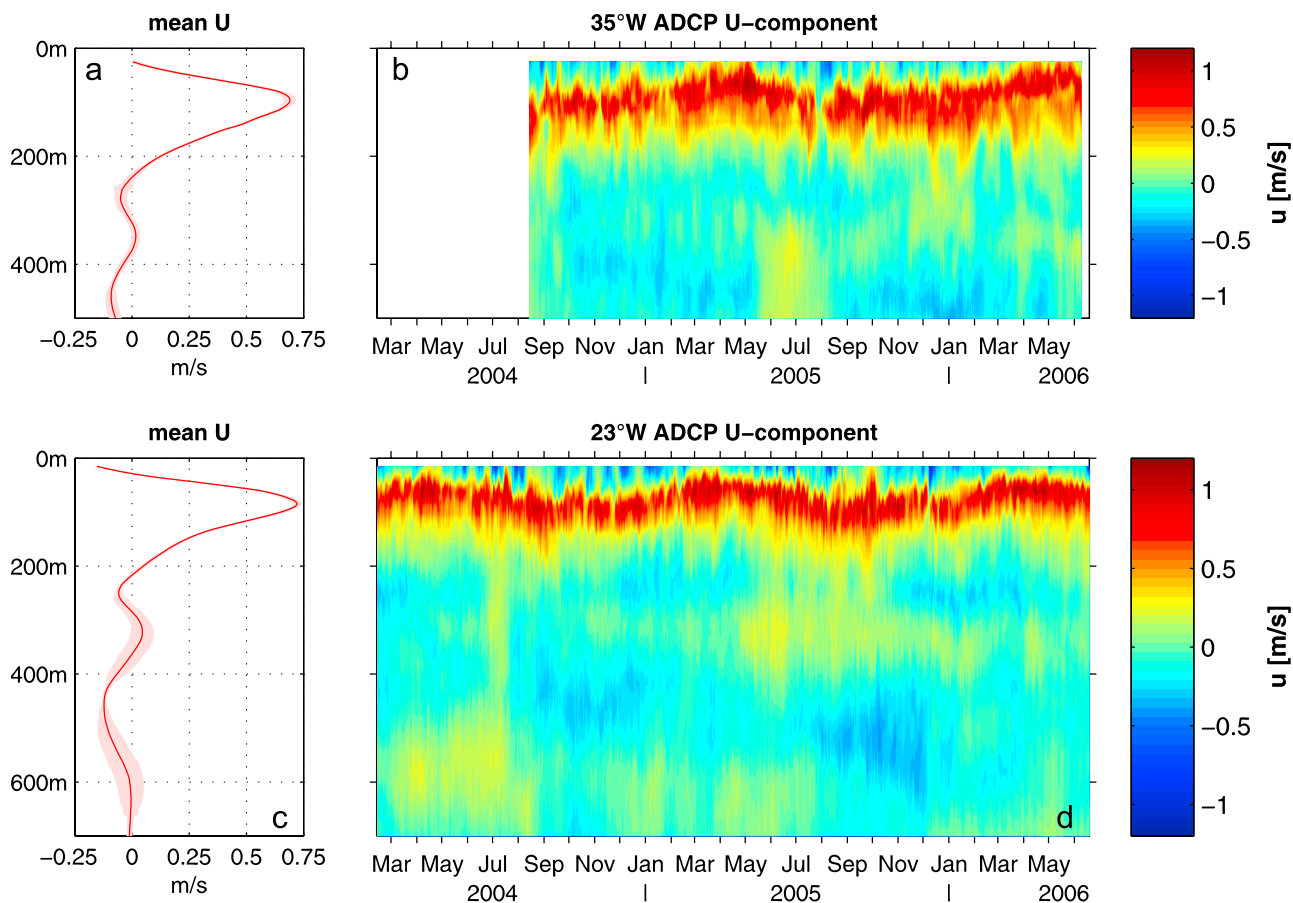 mean U
35°W ADCP U−component
0m
200m
400m
a
b
−0.25 0 0.25 0.5 0.75
m/s
Mar May Jul Sep Nov Jan Mar May Jul Sep Nov Jan Mar May
2004 | 2005 | 2006
1
0.5
0
−0.5
−1
u [m/s]
mean U
23°W ADCP U−component
0m
200m
400m
600m
c
d
−0.25 0 0.25 0.5 0.75
m/s
Mar May Jul Sep Nov Jan Mar May Jul Sep Nov Jan Mar May
2004 | 2005 | 2006
1
0.5
0
−0.5
−1
u [m/s]